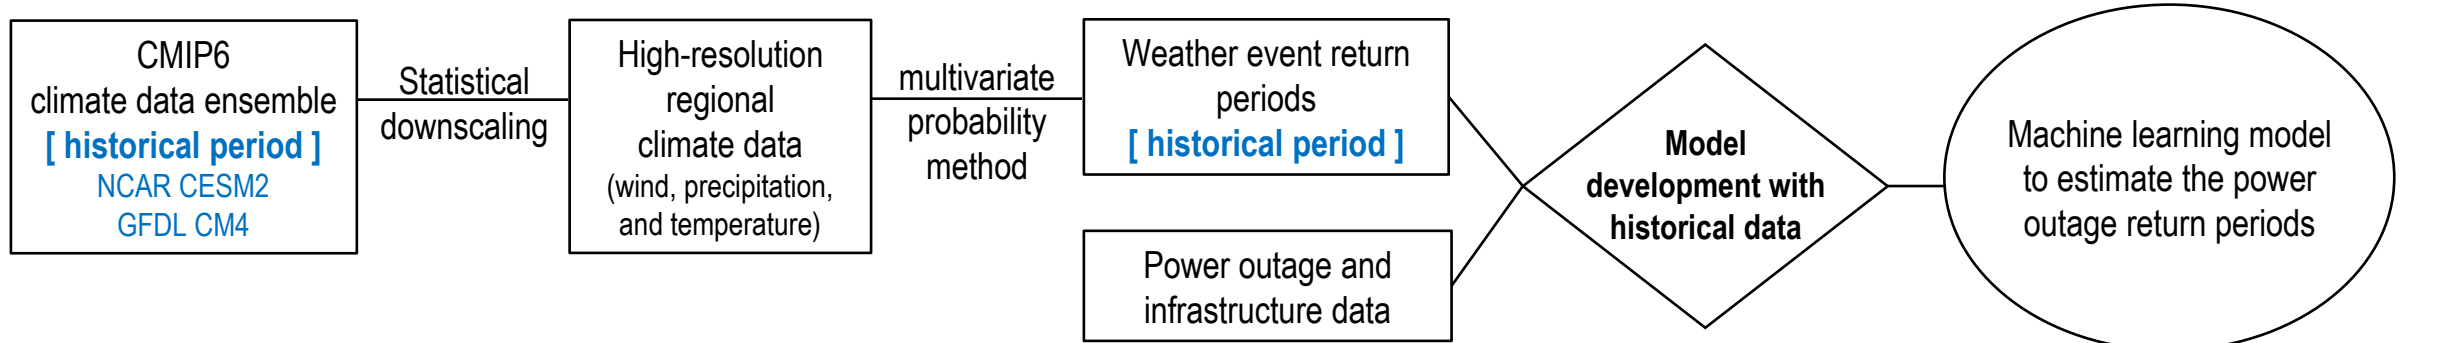 CMIP6
climate data ensemble
[ historical period ]
NCAR CESM2
GFDL CM4
Statistical
downscaling
High-resolution
regional
climate data
(wind, precipitation,
and temperature)
multivariate
probability
method
Weather event return
periods
[ historical period ]
Power outage and
infrastructure data
Model
development with
historical data
Machine learning model
to estimate the power
outage return periods